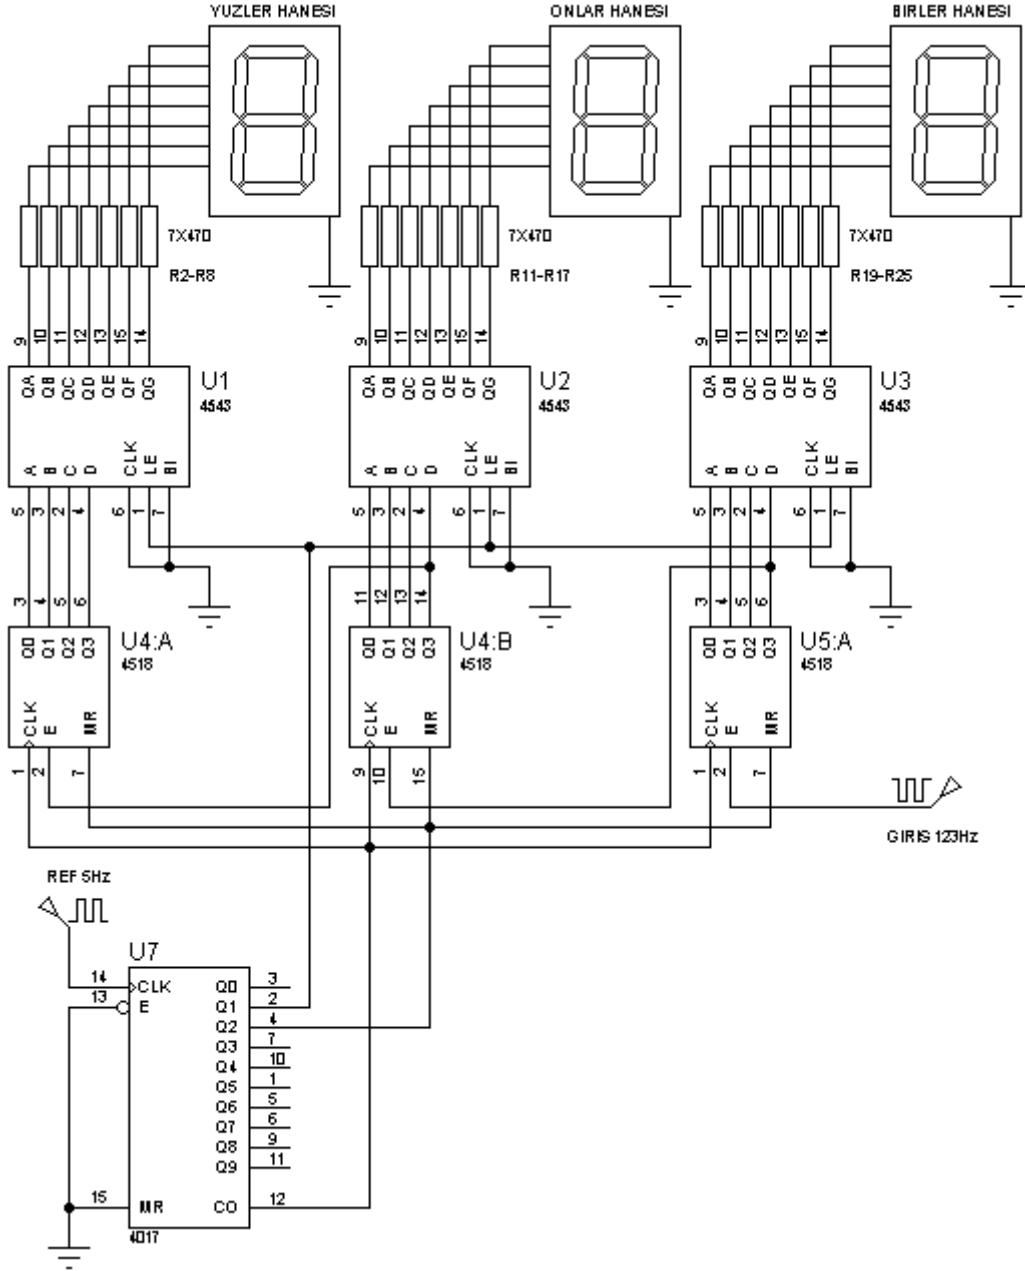 YUZLER HANESI
ONLAR HANESI
BIRLER HANESI
7X470
R2-R8
7X470
R11-R17
7X470
R19-R25
9 10 11 12 13 15 14
9 10 11 12 13 15 14
9 10 11 12 13 15 14
QA QB QC QD QE QF QG
U1
4543
QA QB QC QD QE QF QG
U2
4543
QA QB QC QD QE QF QG
U3
4543
A B C D CLK LE BI
A B C D CLK LE BI
A B C D CLK LE BI
5 3 2 4 6 1 7
5 3 2 4 6 1 7
5 3 2 4 6 1 7
3 4 5 6
11 12 13 14
3 4 5 6
Q0 Q1 Q2 Q3
U4:A
4518
Q0 Q1 Q2 Q3
U4:B
4518
Q0 Q1 Q2 Q3
U5:A
4518
CLK E MR
CLK E MR
CLK E MR
1 2 7
9 10 15
1 2 7
GIRIS 123Hz
REF 5Hz
U7
14 CLK Q0 3
13 E Q1 2
Q2 4
Q3 7
Q4 10
Q5 1
Q6 5
Q7 6
Q8 9
Q9 11
15 MR CO 12
4017